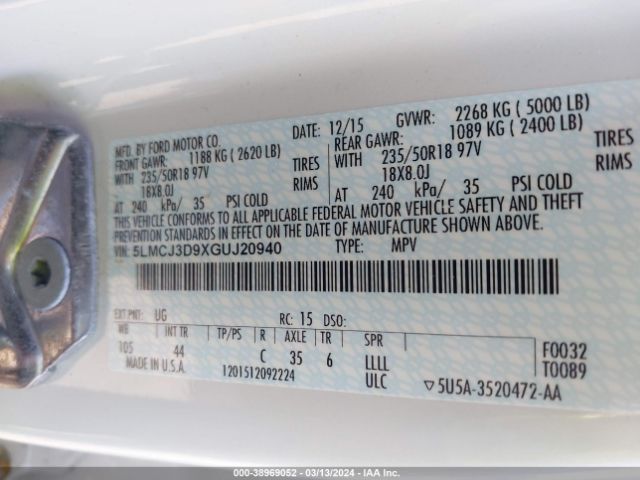 MFD. BY FORD MOTOR CO.
DATE: 12/15 GVWR: 2268 KG ( 5000 LB)
FRONT GAWR: 1188 KG ( 2620 LB)
REAR GAWR: 1089 KG ( 2400 LB)
WITH 235/50R18 97V TIRES
WITH 235/50R18 97V TIRES
18X8.0J RIMS
18X8.0J RIMS
AT 240 kPa/ 35 PSI COLD
AT 240 kPa/ 35 PSI COLD
THIS VEHICLE CONFORMS TO ALL APPLICABLE FEDERAL MOTOR VEHICLE SAFETY AND THEFT
PREVENTION STANDARDS IN EFFECT ON THE DATE OF MANUFACTURE SHOWN ABOVE.
VIN: 5LMCJ3D9XGUJ20940 TYPE: MPV
EXT PNT: UG RC: 15 DSO:
WB INT TR TP/PS R AXLE TR SPR
105 44 C 35 6 LLLL
F0032
T0089
MADE IN U.S.A. 1201512092224 ULC
▽5U5A-3520472-AA
000-38969052 - 03/13/2024 - IAA Inc.